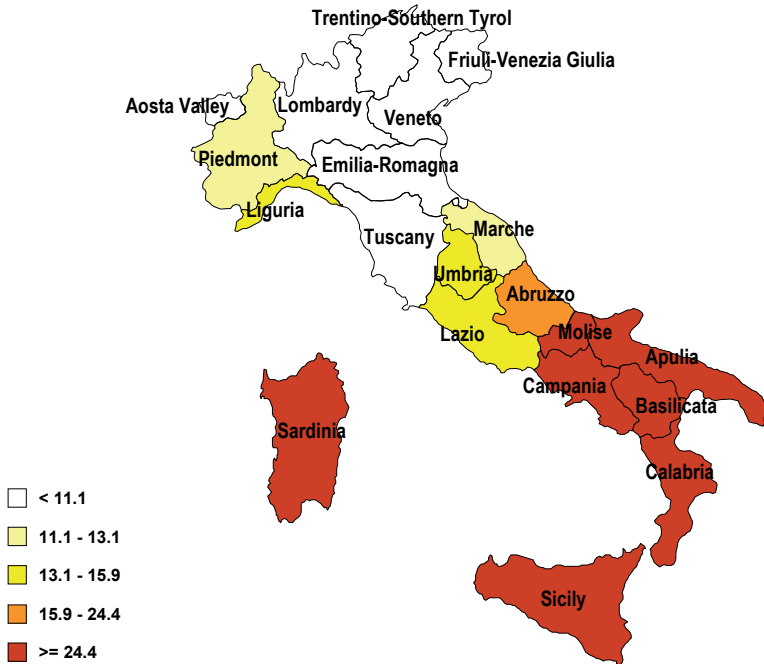 Trentino-Southern Tyrol
Friuli-Venezia Giulia
Aosta Valley
Lombardy
Veneto
Piedmont
Emilia-Romagna
Liguria
Tuscany
Marche
Umbria
Abruzzo
Lazio
Molise
Apulia
Campania
Basilicata
Sardinia
Calabria
Sicily
< 11.1
11.1 - 13.1
13.1 - 15.9
15.9 - 24.4
>= 24.4